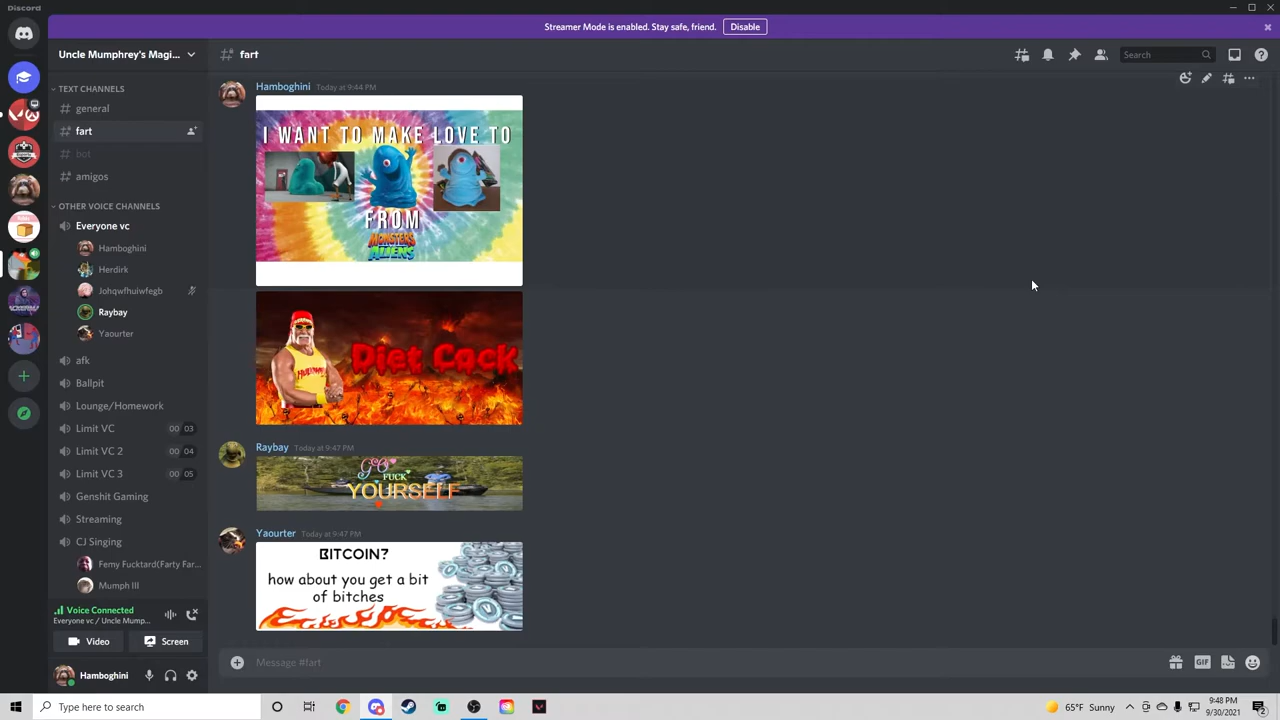 Discord
Streamer Mode is enabled. Stay safe, friend.
Disable
Uncle Mumphrey's Magi...
fart
Search
TEXT CHANNELS
general
fart
bot
amigos
OTHER VOICE CHANNELS
Everyone vc
Hamboghini
Herdirk
Johqwfhuiwfegb
Raybay
Yaourter
afk
Ballpit
Lounge/Homework
Limit VC 00 03
Limit VC 2 00 04
Limit VC 3 00 05
Genshit Gaming
Streaming
CJ Singing
Femy Fucktard(Farty Far...
Mumph III
Voice Connected
Everyone vc / Uncle Mump...
Video
Screen
Hamboghini
Hamboghini Today at 9:44 PM
I WANT TO MAKE LOVE TO
FROM
MONSTERS
ALIENS
Diet Cack
Raybay Today at 9:47 PM
GO
FUCK
YOURSELF
Yaourter Today at 9:47 PM
BITCOIN?
how about you get a bit
of bitches
Message #fart
GIF
Type here to search
65°F Sunny
9:48 PM
9/30/2021
2